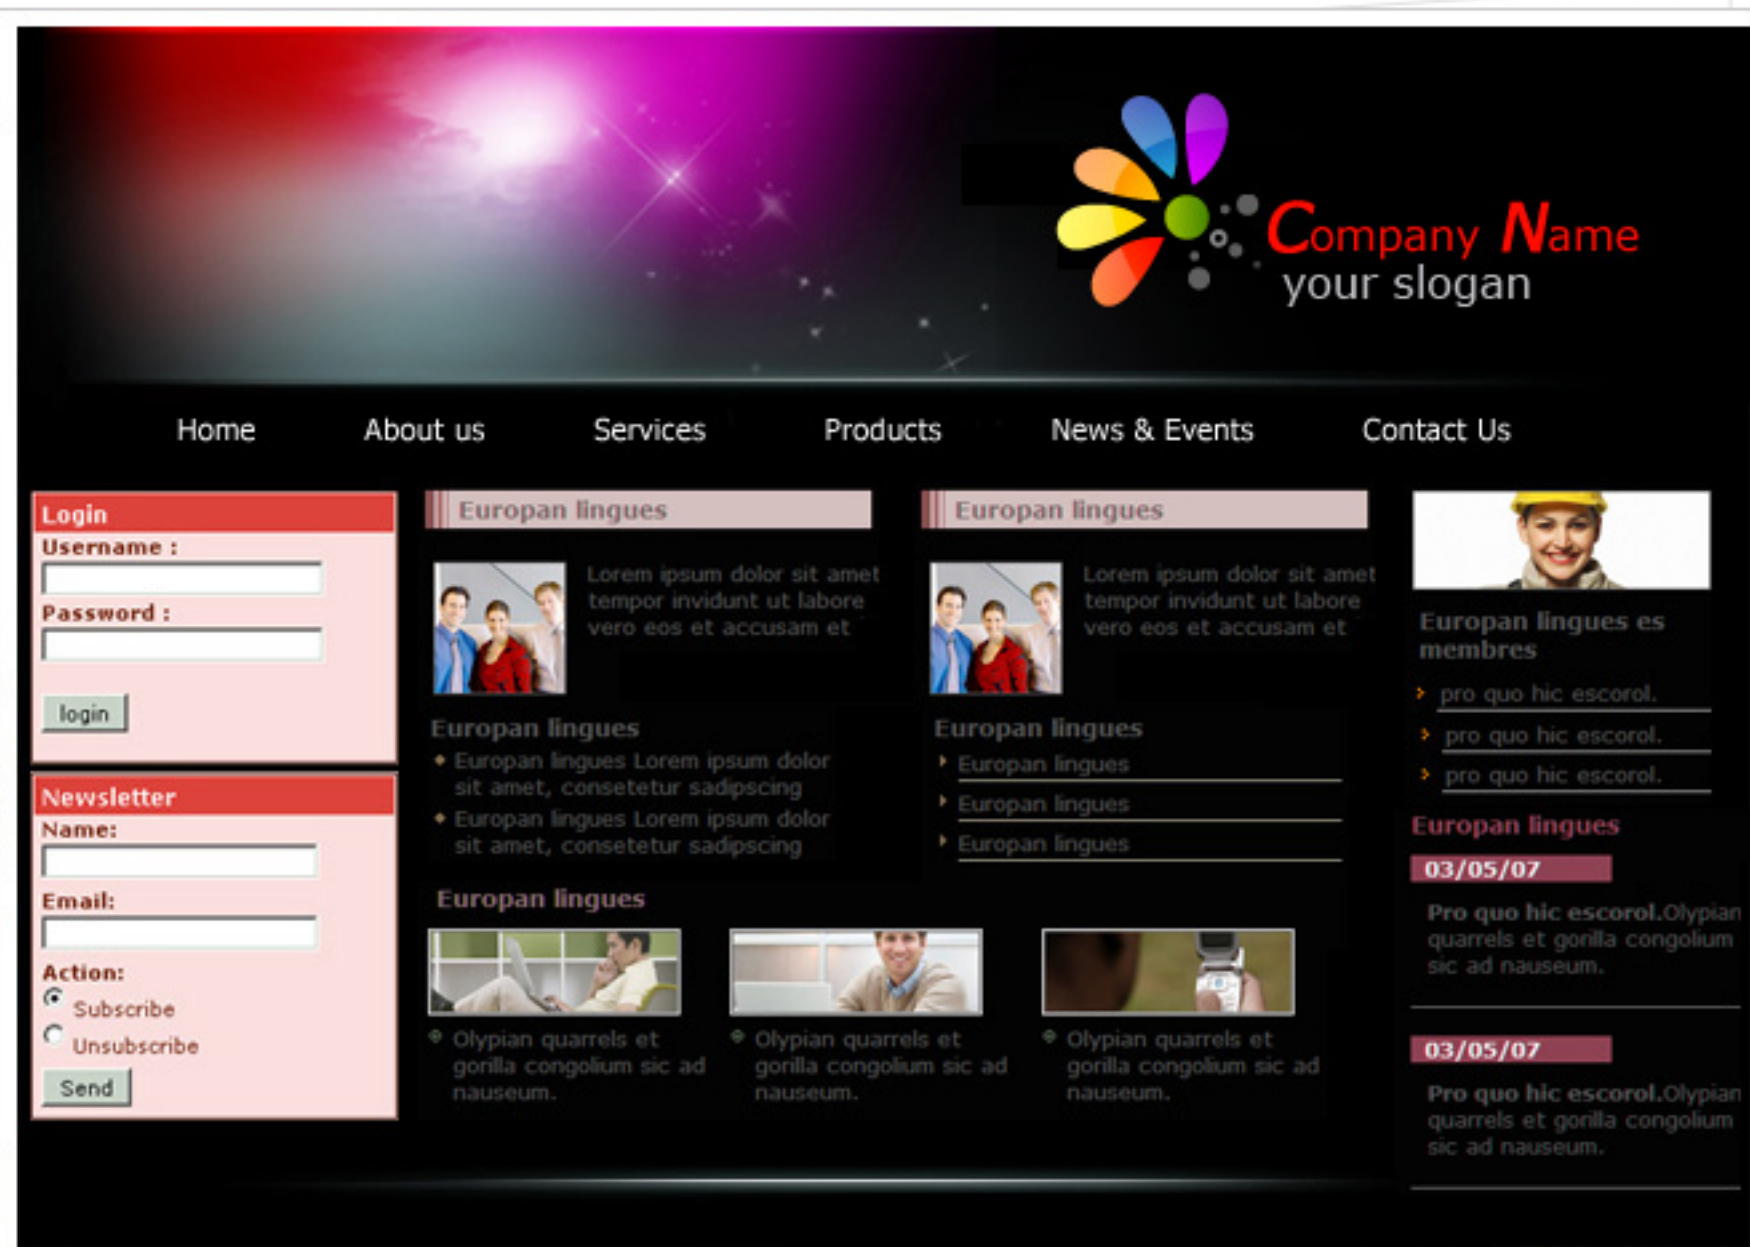 Company Name
your slogan
Home About us Services Products News & Events Contact Us
Login
Username :
Password :
login
Newsletter
Name:
Email:
Action:
Subscribe
Unsubscribe
Send
Europan lingues
Lorem ipsum dolor sit amet
tempor invidunt ut labore
vero eos et accusam et
Europan lingues
Europan lingues Lorem ipsum dolor
sit amet, consetetur sadipscing
Europan lingues Lorem ipsum dolor
sit amet, consetetur sadipscing
Europan lingues
Lorem ipsum dolor sit amet
tempor invidunt ut labore
vero eos et accusam et
Europan lingues
Europan lingues
Europan lingues
Europan lingues
Europan lingues
Olypian quarrels et
gorilla congolium sic ad
nauseum.
Olypian quarrels et
gorilla congolium sic ad
nauseum.
Olypian quarrels et
gorilla congolium sic ad
nauseum.
Europan lingues es
membres
pro quo hic escorol.
pro quo hic escorol.
pro quo hic escorol.
Europan lingues
03/05/07
Pro quo hic escorol.Olypian
quarrels et gorilla congolium
sic ad nauseum.
03/05/07
Pro quo hic escorol.Olypian
quarrels et gorilla congolium
sic ad nauseum.